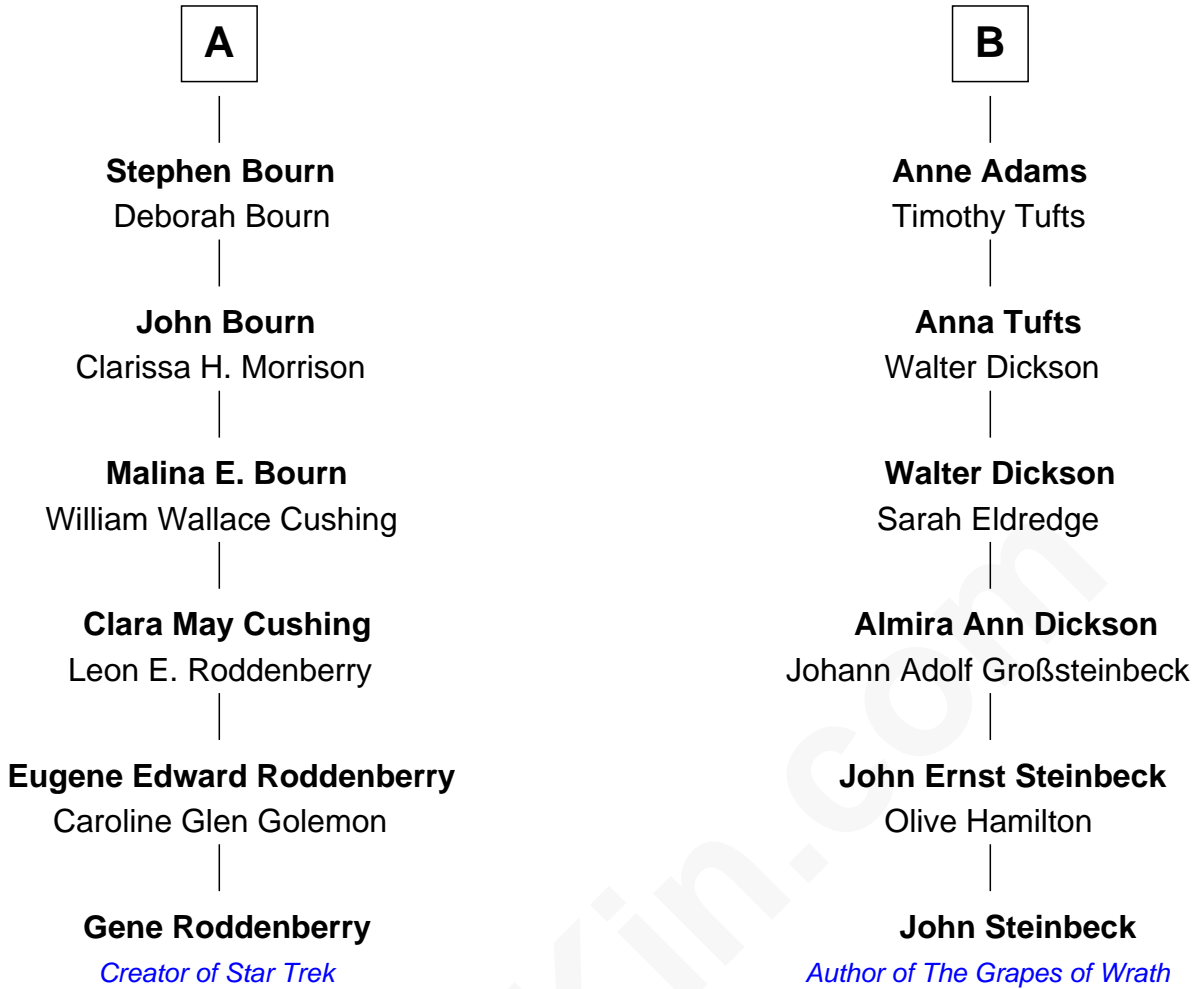 A
Stephen Bourn
Deborah Bourn
John Bourn
Clarissa H. Morrison
Malina E. Bourn
William Wallace Cushing
Clara May Cushing
Leon E. Roddenberry
Eugene Edward Roddenberry
Caroline Glen Golemon
Gene Roddenberry
Creator of Star Trek
B
Anne Adams
Timothy Tufts
Anna Tufts
Walter Dickson
Walter Dickson
Sarah Eldredge
Almira Ann Dickson
Johann Adolf Großsteinbeck
John Ernst Steinbeck
Olive Hamilton
John Steinbeck
Author of The Grapes of Wrath
Kin.com